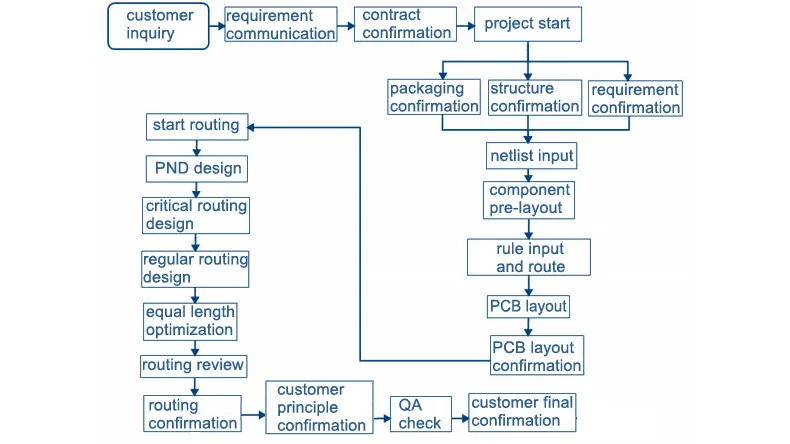 customer
inquiry
requirement
communication
contract
confirmation
project start
packaging
confirmation
structure
confirmation
requirement
confirmation
netlist input
component
pre-layout
rule input
and route
PCB layout
PCB layout
confirmation
start routing
PND design
critical routing
design
regular routing
design
equal length
optimization
routing review
routing
confirmation
customer
principle
confirmation
QA
check
customer final
confirmation